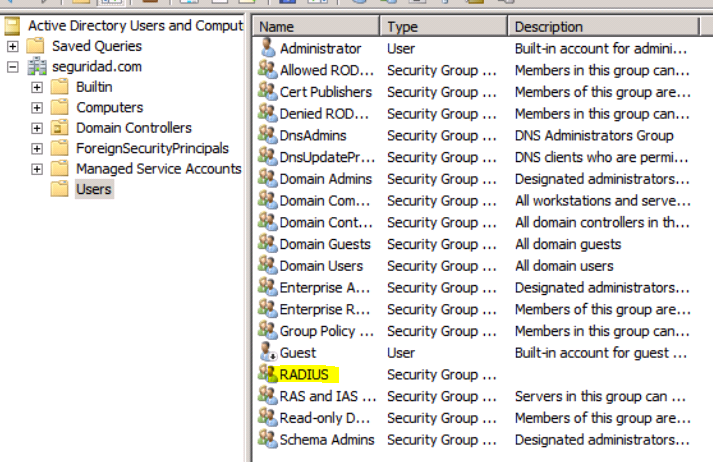 Active Directory Users and Comput
Saved Queries
seguridad.com
Builtin
Computers
Domain Controllers
ForeignSecurityPrincipals
Managed Service Accounts
Users
Name Type Description
Administrator User Built-in account for admini...
Allowed ROD... Security Group ... Members in this group can...
Cert Publishers Security Group ... Members of this group are...
Denied ROD... Security Group ... Members in this group can...
DnsAdmins Security Group ... DNS Administrators Group
DnsUpdatePr... Security Group ... DNS clients who are permi...
Domain Admins Security Group ... Designated administrators...
Domain Com... Security Group ... All workstations and serve...
Domain Cont... Security Group ... All domain controllers in th...
Domain Guests Security Group ... All domain guests
Domain Users Security Group ... All domain users
Enterprise A... Security Group ... Designated administrators...
Enterprise R... Security Group ... Members of this group are...
Group Policy ... Security Group ... Members in this group can...
Guest User Built-in account for guest ...
RADIUS Security Group ...
RAS and IAS ... Security Group ... Servers in this group can ...
Read-only D... Security Group ... Members of this group are...
Schema Admins Security Group ... Designated administrators...